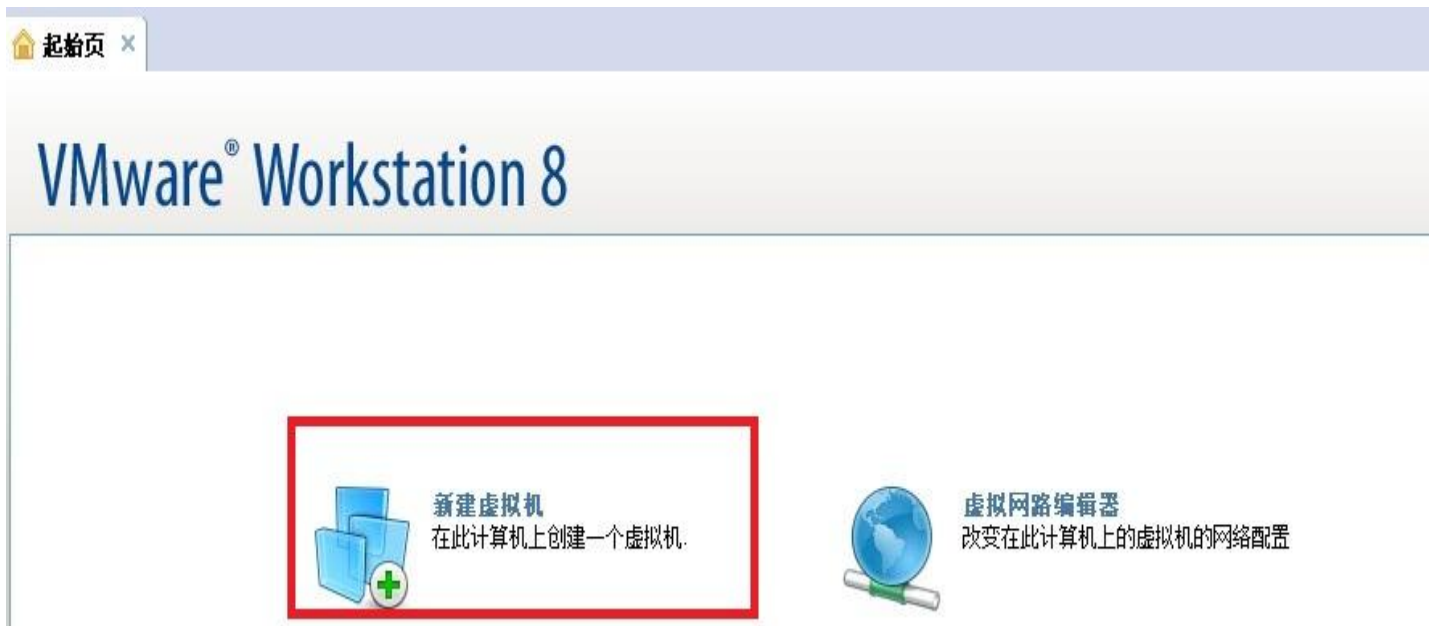 起始页
VMware® Workstation 8
新建虚拟机
在此计算机上创建一个虚拟机.
虚拟网路编辑器
改变在此计算机上的虚拟机的网络配置